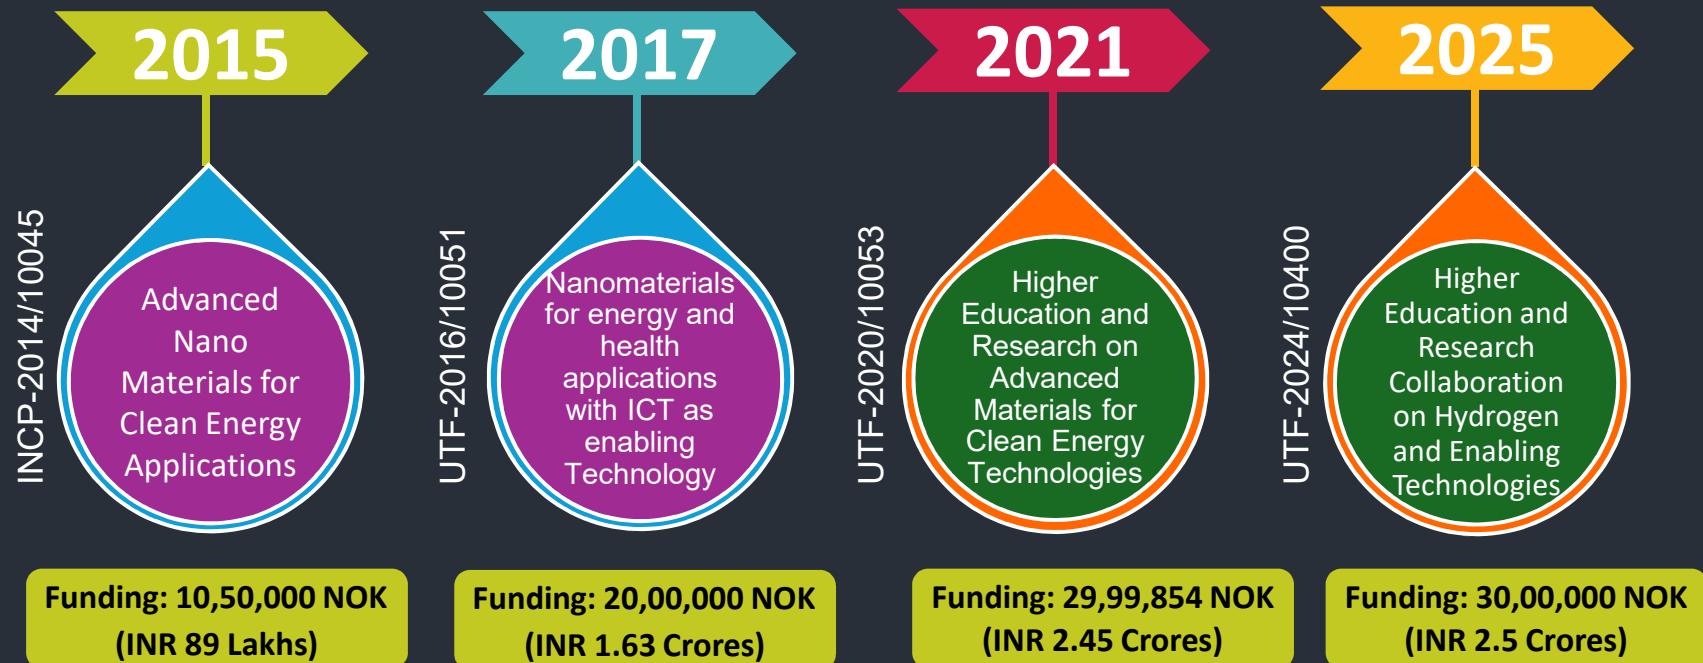 2015
INCP-2014/10045
Advanced
Nano
Materials for
Clean Energy
Applications
Funding: 10,50,000 NOK
(INR 89 Lakhs)
2017
UTF-2016/10051
Nanomaterials
for energy and
health
applications
with ICT as
enabling
Technology
Funding: 20,00,000 NOK
(INR 1.63 Crores)
2021
UTF-2020/10053
Higher
Education and
Research on
Advanced
Materials for
Clean Energy
Technologies
Funding: 29,99,854 NOK
(INR 2.45 Crores)
2025
UTF-2024/10400
Higher
Education and
Research
Collaboration
on Hydrogen
and Enabling
Technologies
Funding: 30,00,000 NOK
(INR 2.5 Crores)